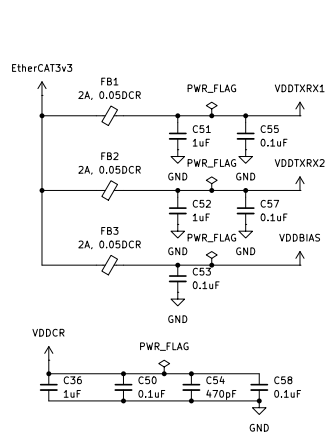 EtherCAT3v3
FB1
2A, 0.05DCR
PWR_FLAG
VDDTXRX1
C51
1uF
C55
0.1uF
GND
GND
FB2
2A, 0.05DCR
PWR_FLAG
VDDTXRX2
C52
1uF
C57
0.1uF
GND
GND
FB3
2A, 0.05DCR
PWR_FLAG
VDDBIAS
C53
0.1uF
GND
VDDCR
PWR_FLAG
C36
1uF
C50
0.1uF
C54
470pF
C58
0.1uF
GND